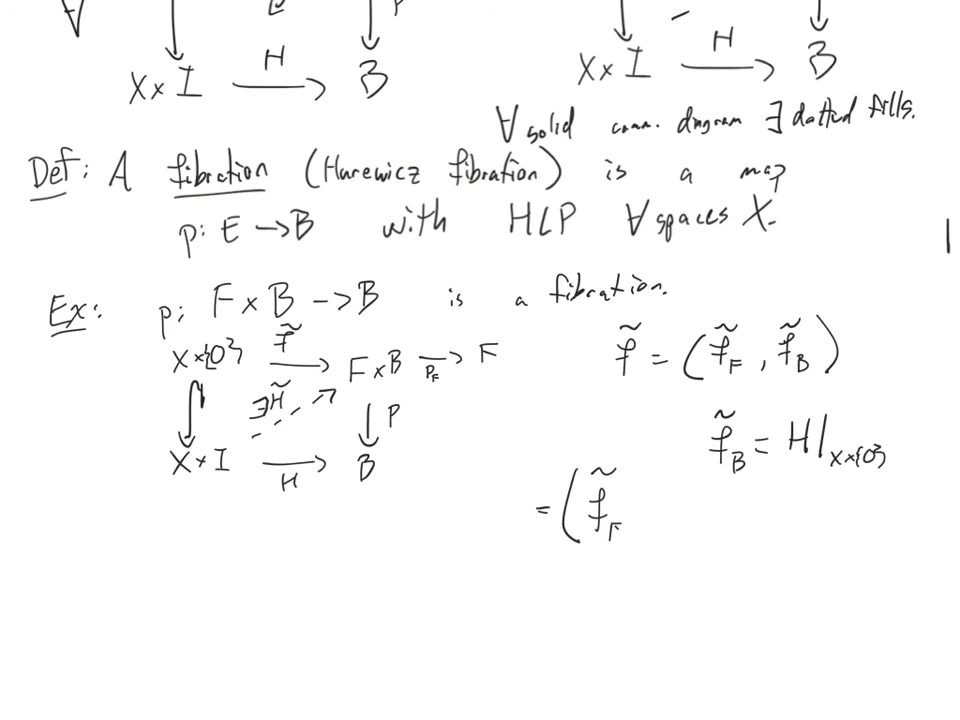 ∀
X × I H→ B
X × I H→ B
∀ solid comm. diagram ∃ dotted fills.
Def: A fibration (Hurewicz fibration) is a map
p: E → B with HLP ∀ spaces X.
Ex: p: F × B → B is a fibration.
X×{0} f̃→ F×B p_F→ F
f̃ = (f̃_F, f̃_B)
∃H̃ ↓ p
f̃_B = H|_{X×{0}}
X × I H→ B
= (f̃_F